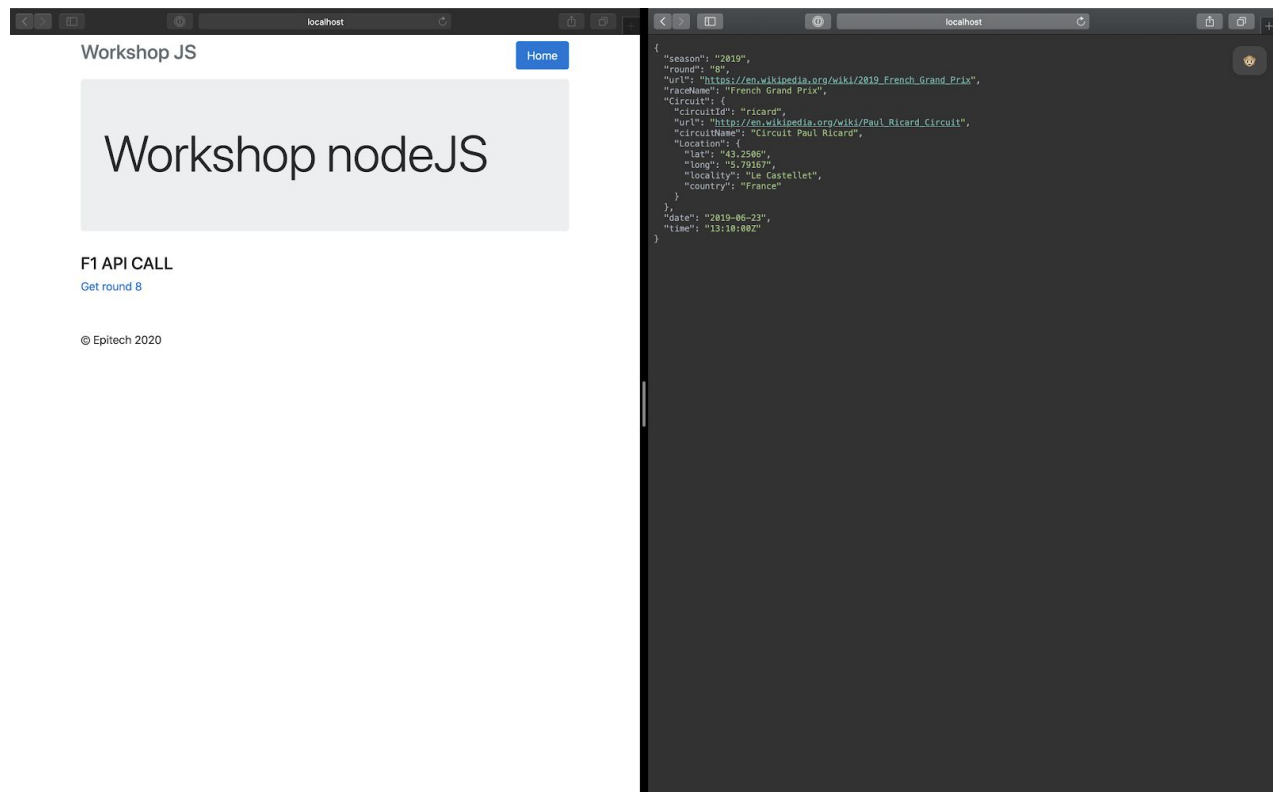 localhost
Workshop JS
Home
Workshop nodeJS
F1 API CALL
Get round 8
© Epitech 2020
localhost
{
"season": "2019",
"round": "8",
"url": "https://en.wikipedia.org/wiki/2019_French_Grand_Prix",
"raceName": "French Grand Prix",
"Circuit": {
"circuitId": "ricard",
"url": "http://en.wikipedia.org/wiki/Paul_Ricard_Circuit",
"circuitName": "Circuit Paul Ricard",
"Location": {
"lat": "43.2506",
"long": "5.79167",
"locality": "Le Castellet",
"country": "France"
}
},
"date": "2019-06-23",
"time": "13:10:00Z"
}